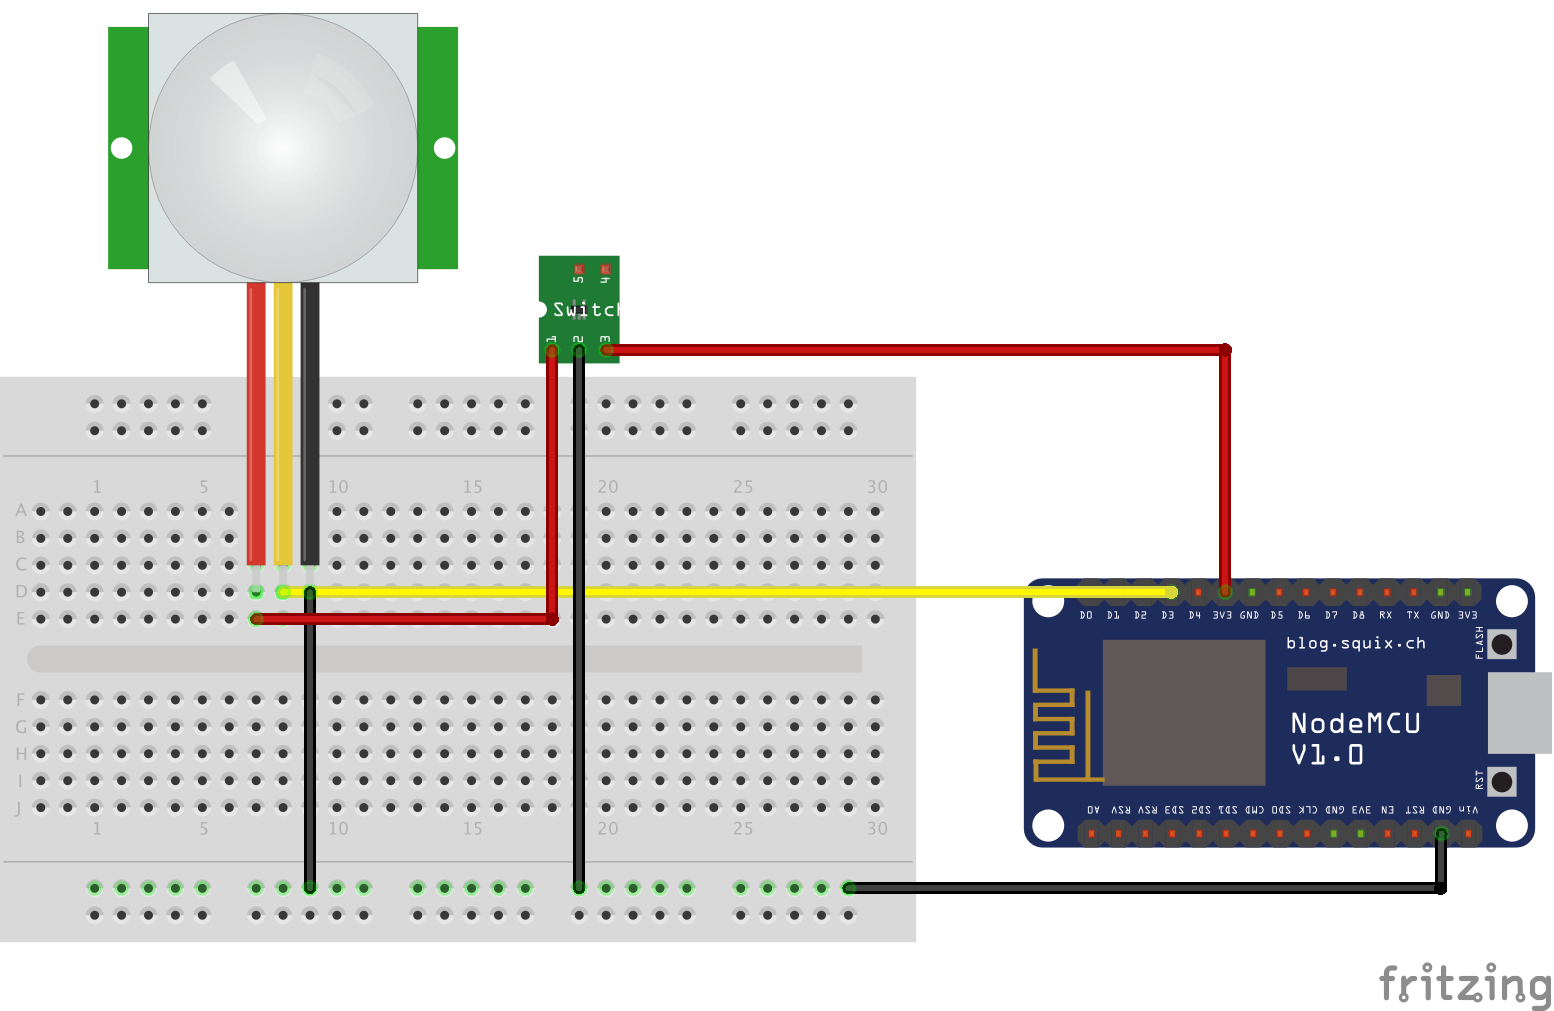 5 4
Switch
1 2 3
1 5 10 15 20 25 30
A
B
C
D
E
F
G
H
I
J
1 5 10 15 20 25 30
D0 D1 D2 D3 D4 3V3 GND D5 D6 D7 D8 RX TX GND 3V3
FLASH
blog.squix.ch
NodeMCU
V1.0
RST
A0 RSV RSV SD3 SD2 SD1 CMD SD0 CLK GND 3V3 EN RST GND Vin
fritzing